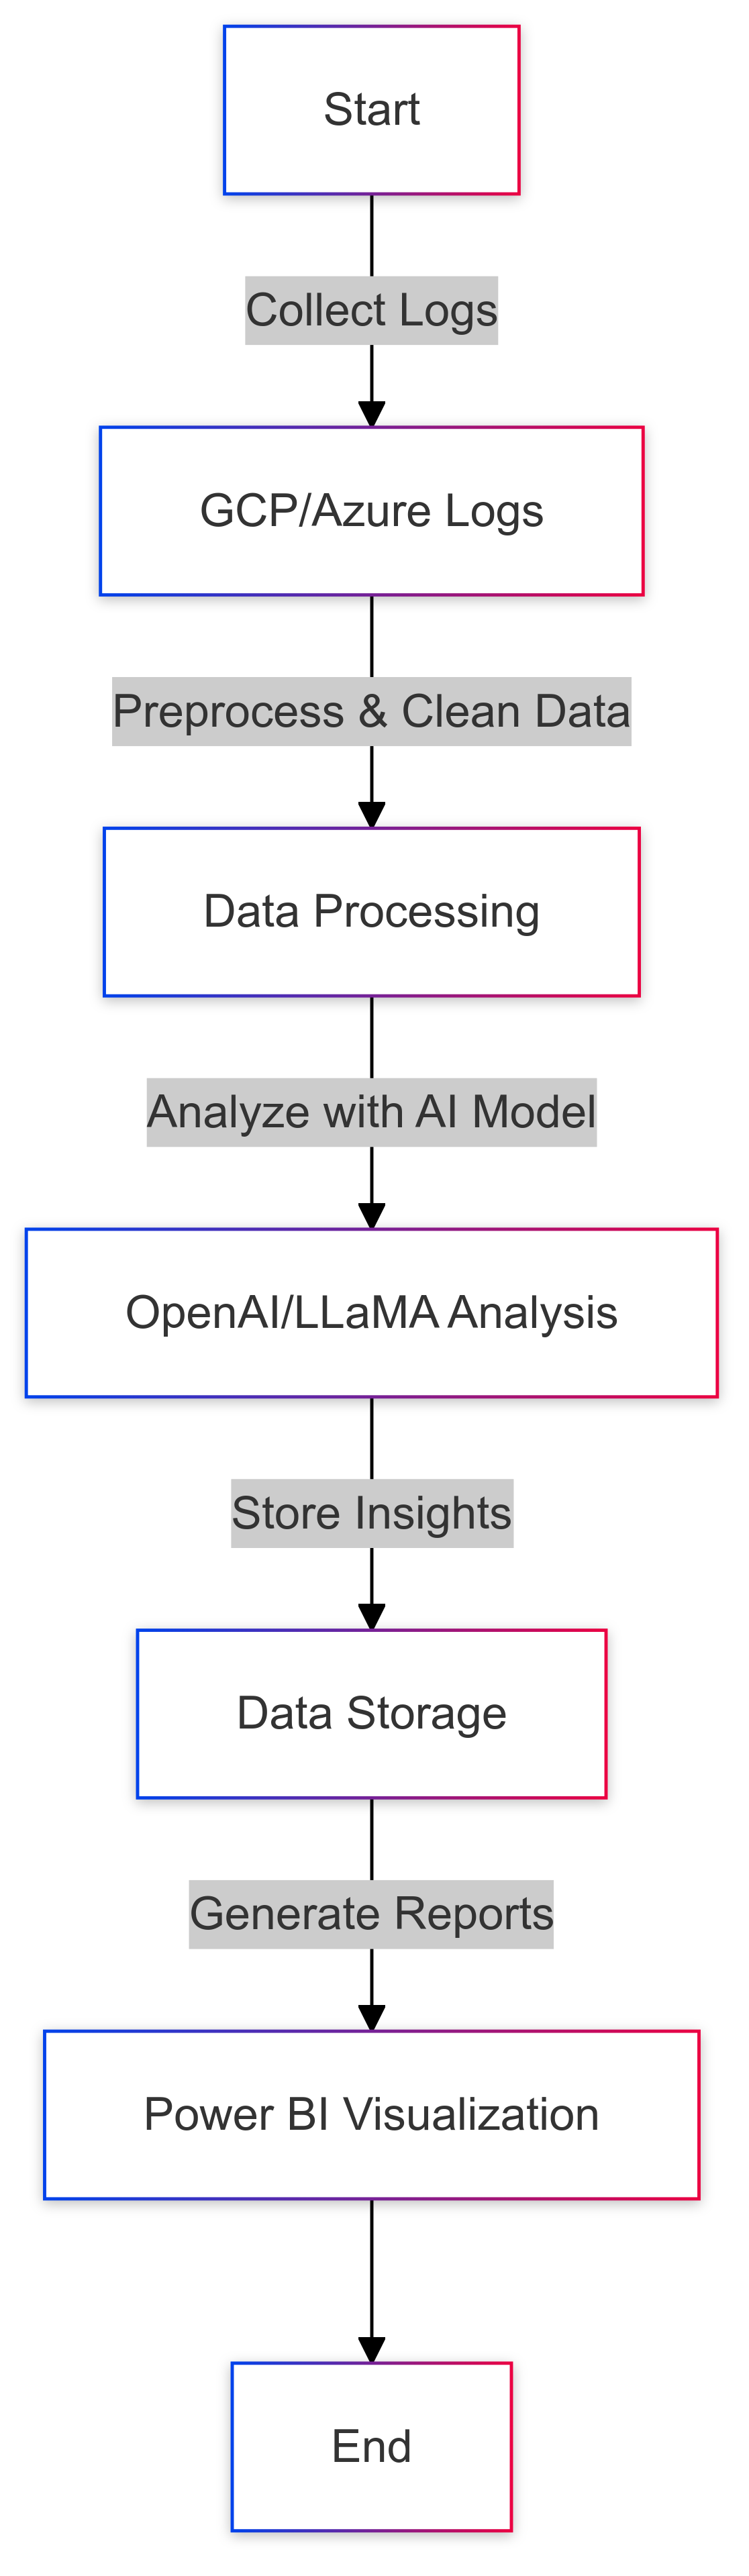 Start
Collect Logs
GCP/Azure Logs
Preprocess & Clean Data
Data Processing
Analyze with AI Model
OpenAI/LLaMA Analysis
Store Insights
Data Storage
Generate Reports
Power BI Visualization
End